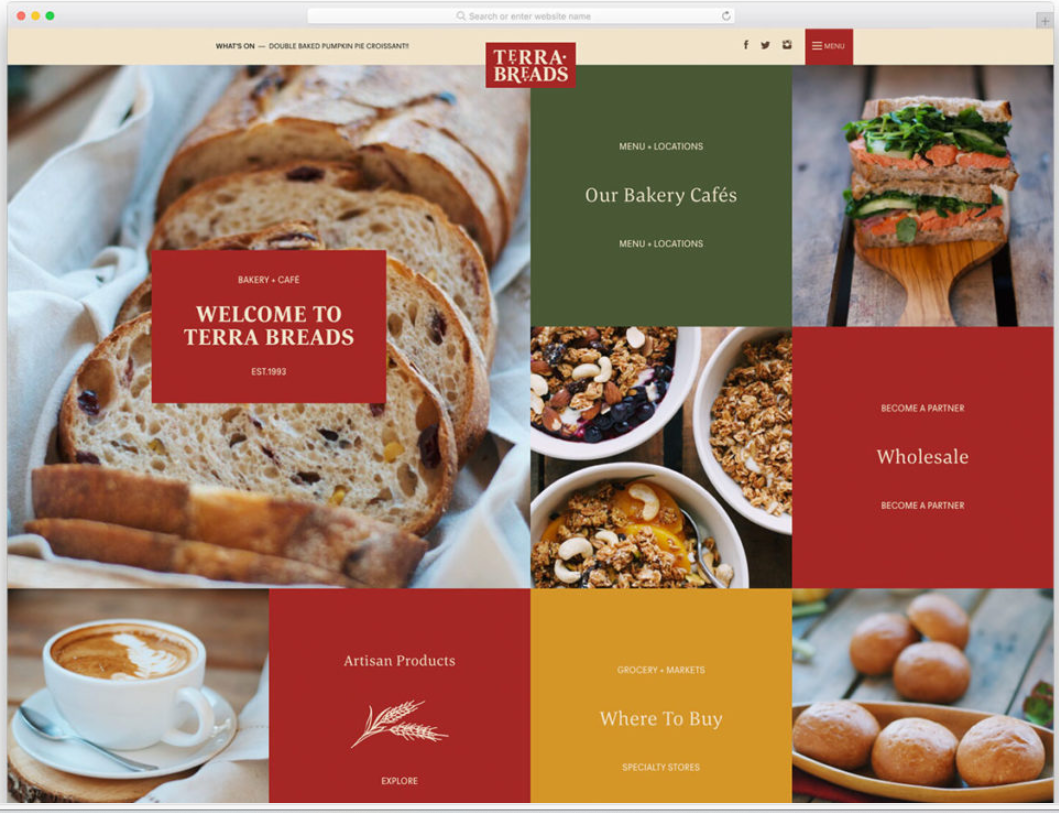 Search or enter website name
WHAT'S ON — DOUBLE BAKED PUMPKIN PIE CROISSANT!!
TERRA·
BREADS
MENU
MENU + LOCATIONS
Our Bakery Cafés
MENU + LOCATIONS
BAKERY + CAFÉ
WELCOME TO
TERRA BREADS
EST.1993
BECOME A PARTNER
Wholesale
BECOME A PARTNER
Artisan Products
EXPLORE
GROCERY + MARKETS
Where To Buy
SPECIALTY STORES